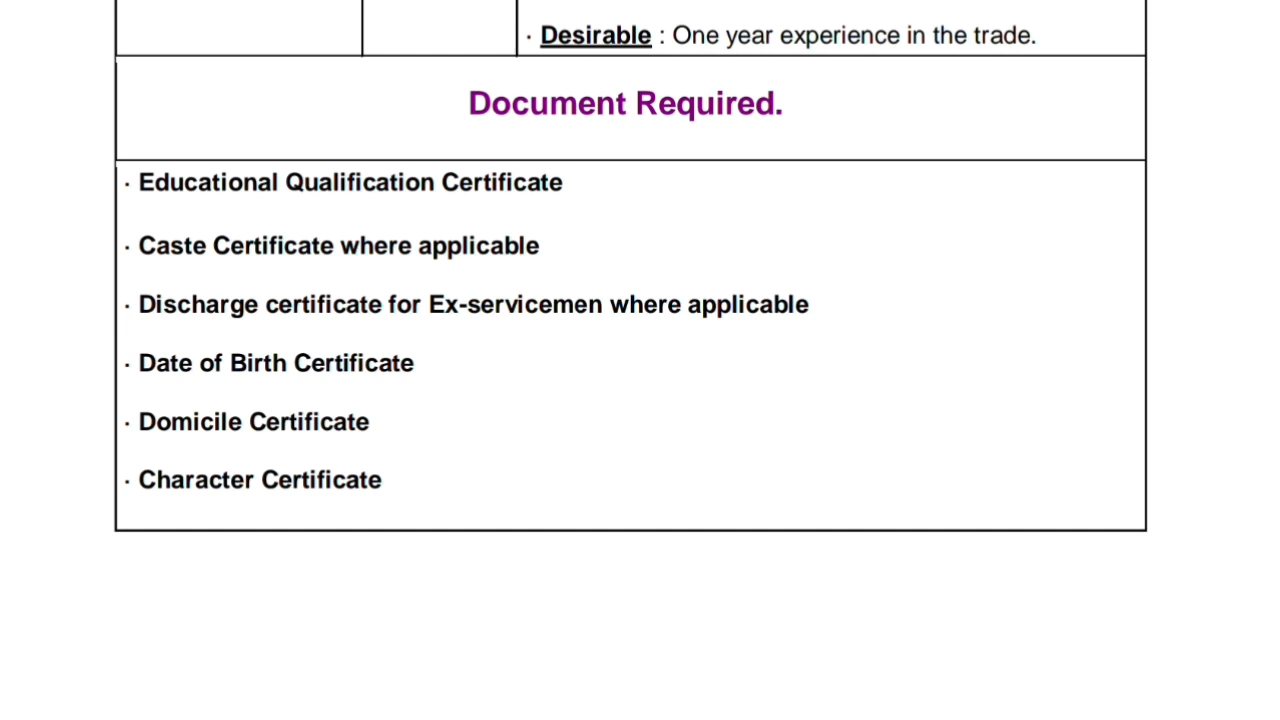 · Desirable : One year experience in the trade.
Document Required.
· Educational Qualification Certificate
· Caste Certificate where applicable
· Discharge certificate for Ex-servicemen where applicable
· Date of Birth Certificate
· Domicile Certificate
· Character Certificate